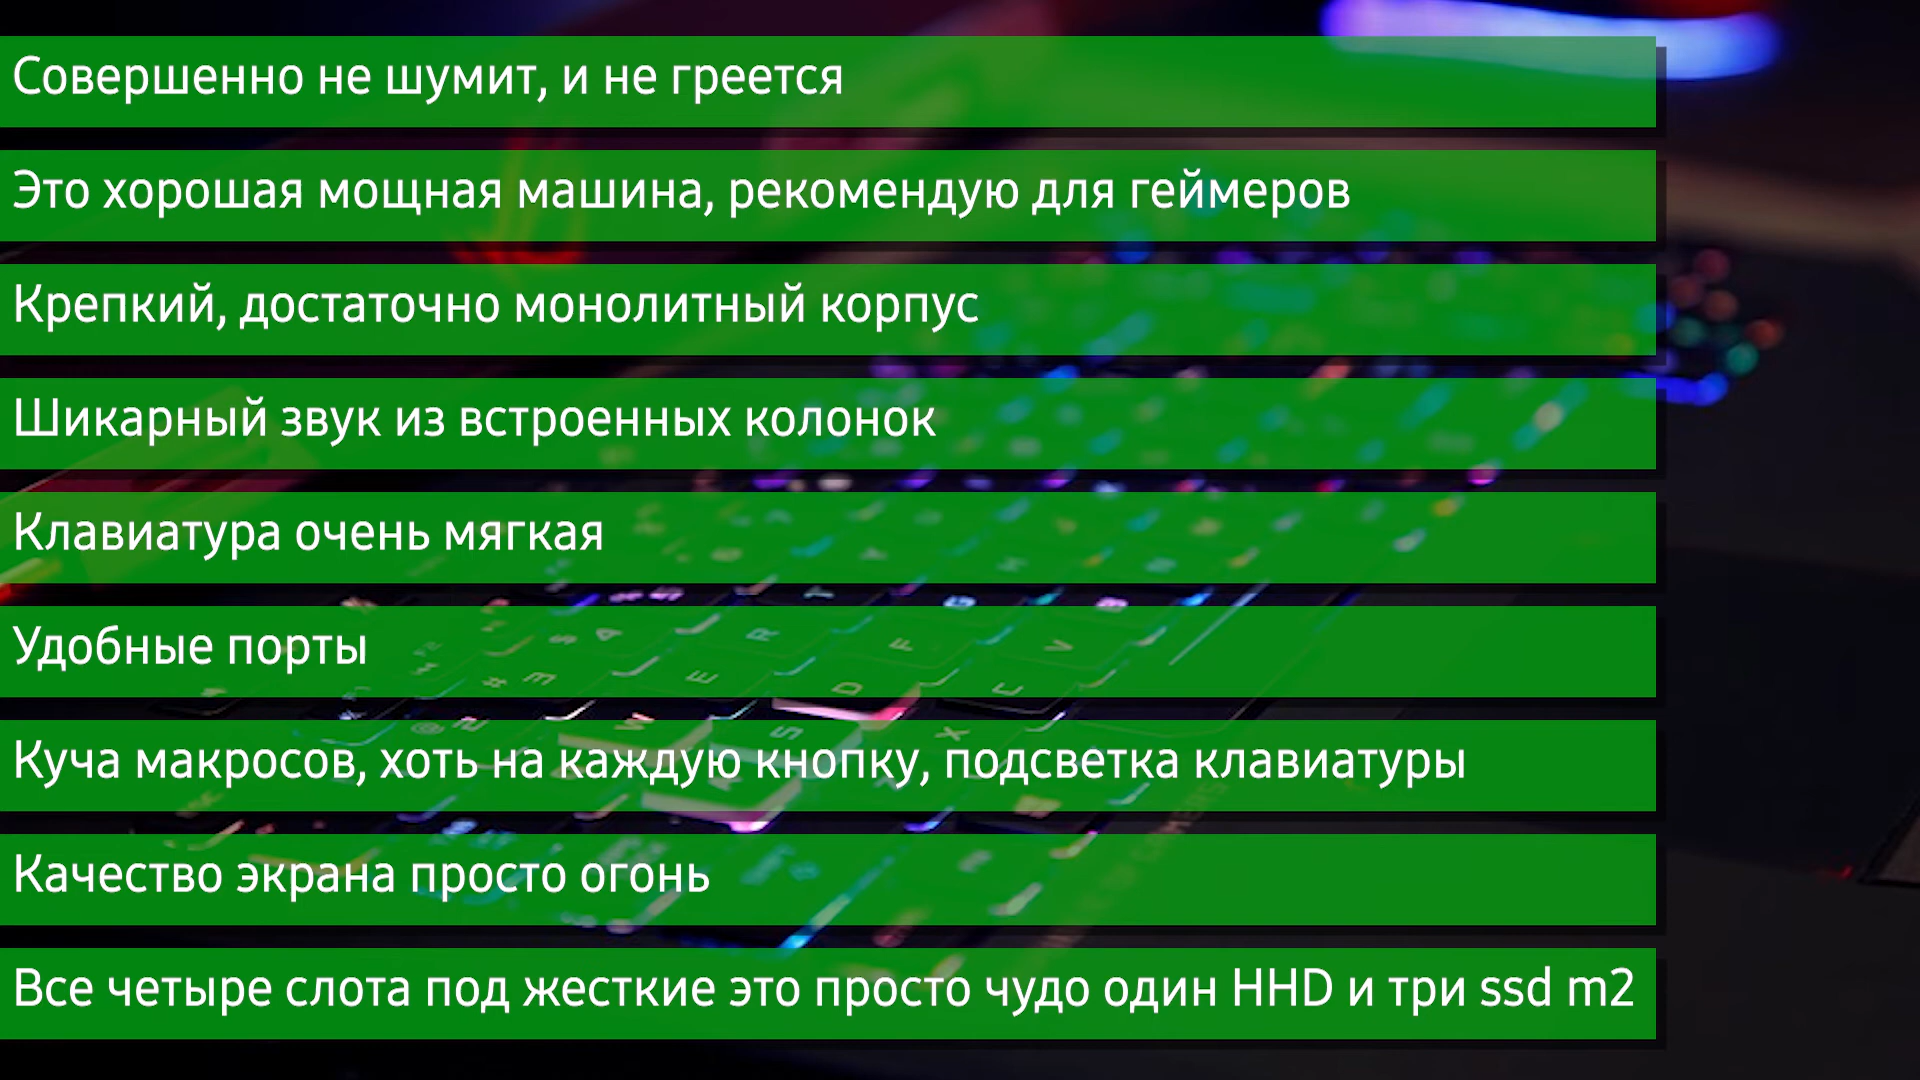 Совершенно не шумит, и не греется
Это хорошая мощная машина, рекомендую для геймеров
Крепкий, достаточно монолитный корпус
Шикарный звук из встроенных колонок
Клавиатура очень мягкая
Удобные порты
Куча макросов, хоть на каждую кнопку, подсветка клавиатуры
Качество экрана просто огонь
Все четыре слота под жесткие это просто чудо один HHD и три ssd m2